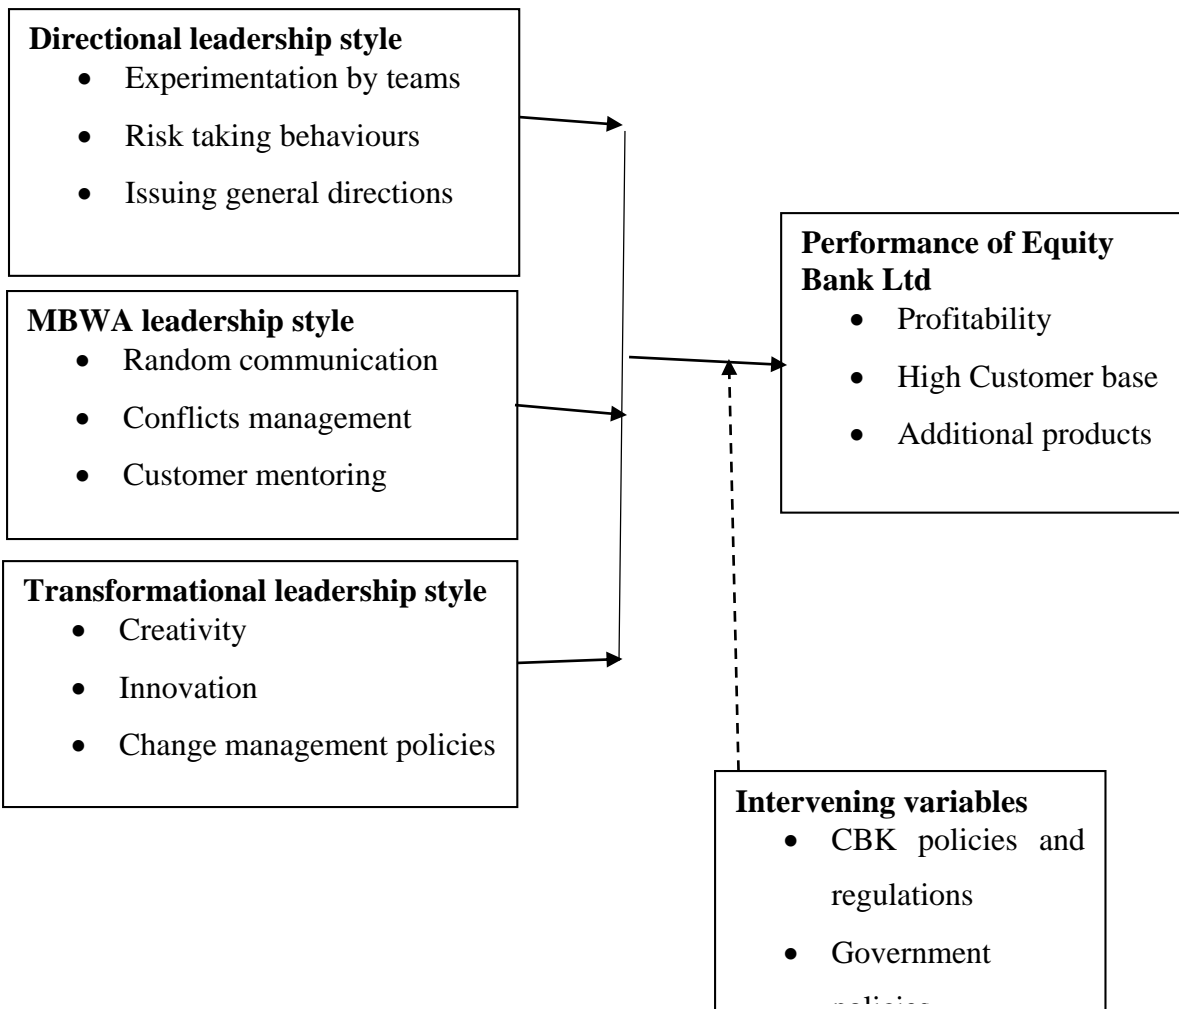 Directional leadership style
• Experimentation by teams
• Risk taking behaviours
• Issuing general directions
MBWA leadership style
• Random communication
• Conflicts management
• Customer mentoring
Transformational leadership style
• Creativity
• Innovation
• Change management policies
Performance of Equity
Bank Ltd
• Profitability
• High Customer base
• Additional products
Intervening variables
• CBK policies and
regulations
• Government